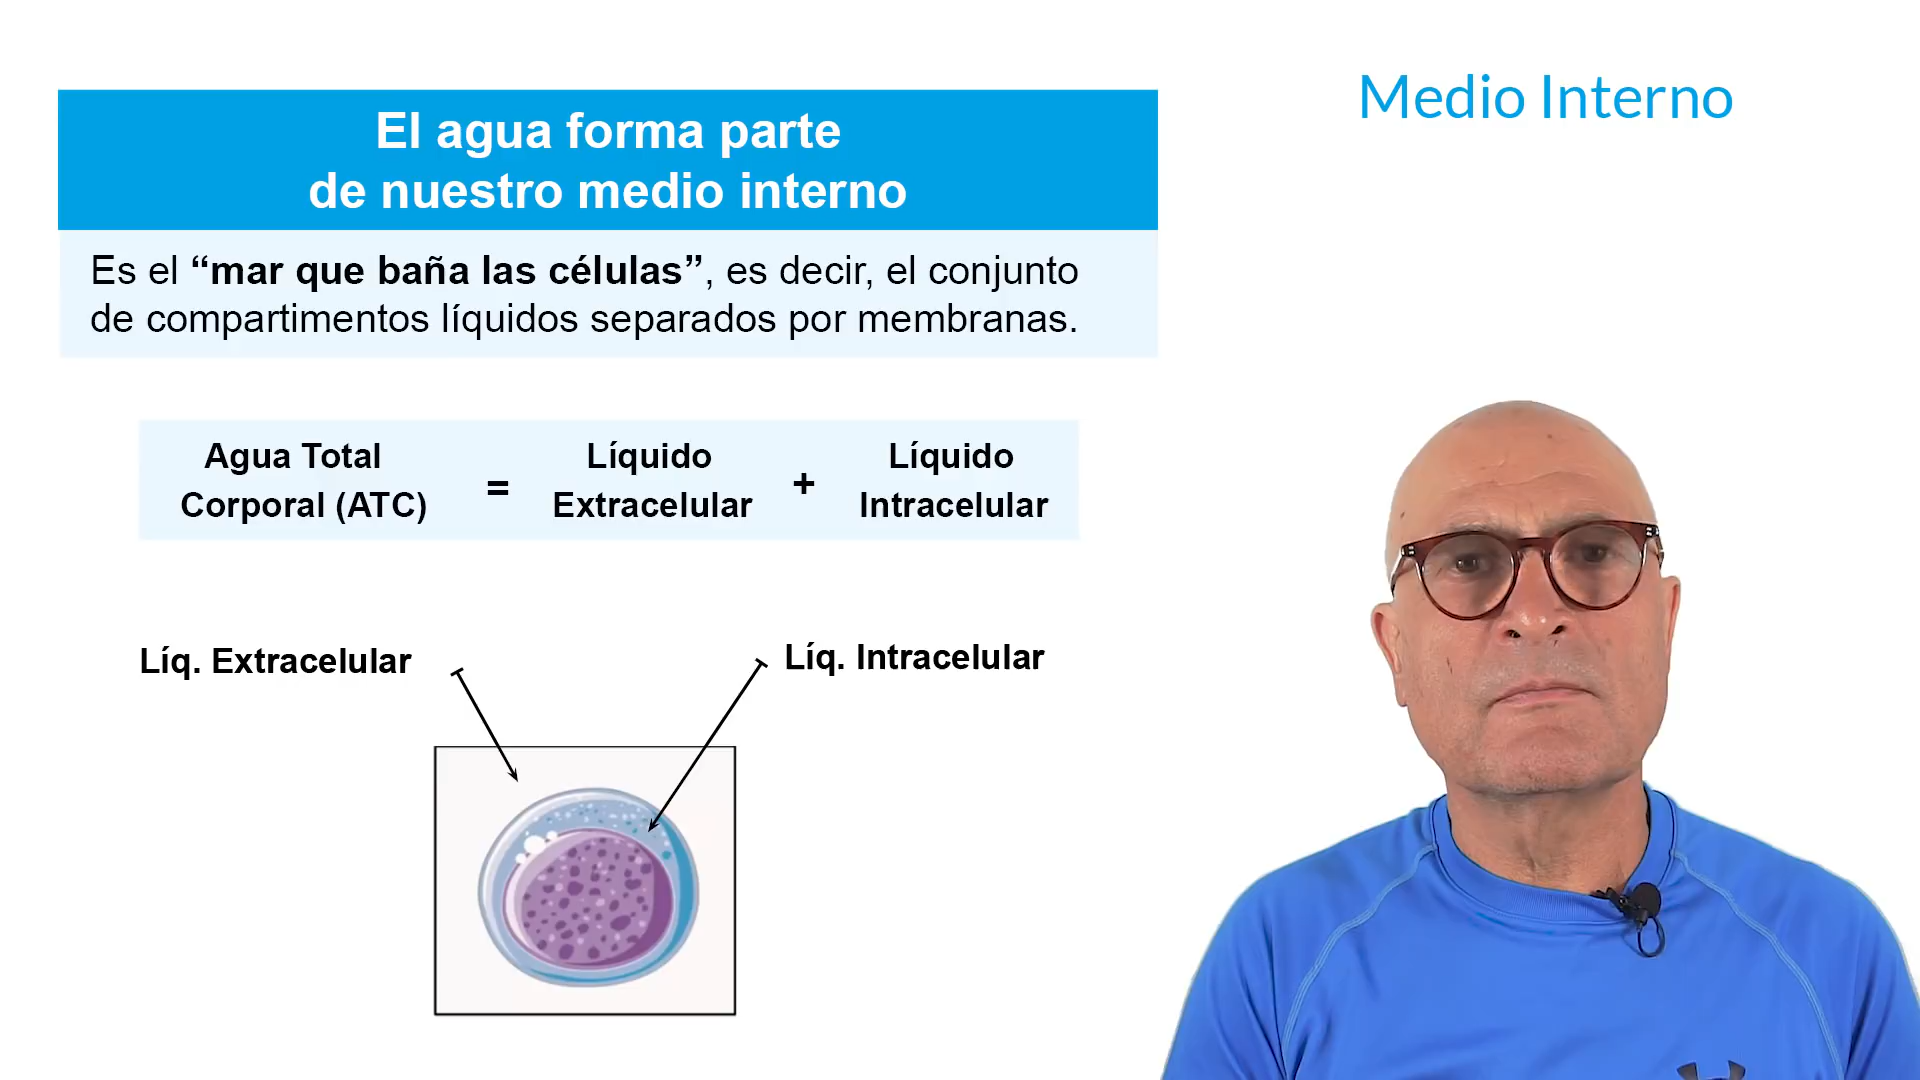 Medio Interno
El agua forma parte
de nuestro medio interno
Es el “mar que baña las células”, es decir, el conjunto
de compartimentos líquidos separados por membranas.
Agua Total
Corporal (ATC)
=
Líquido
Extracelular
+
Líquido
Intracelular
Líq. Extracelular
Líq. Intracelular